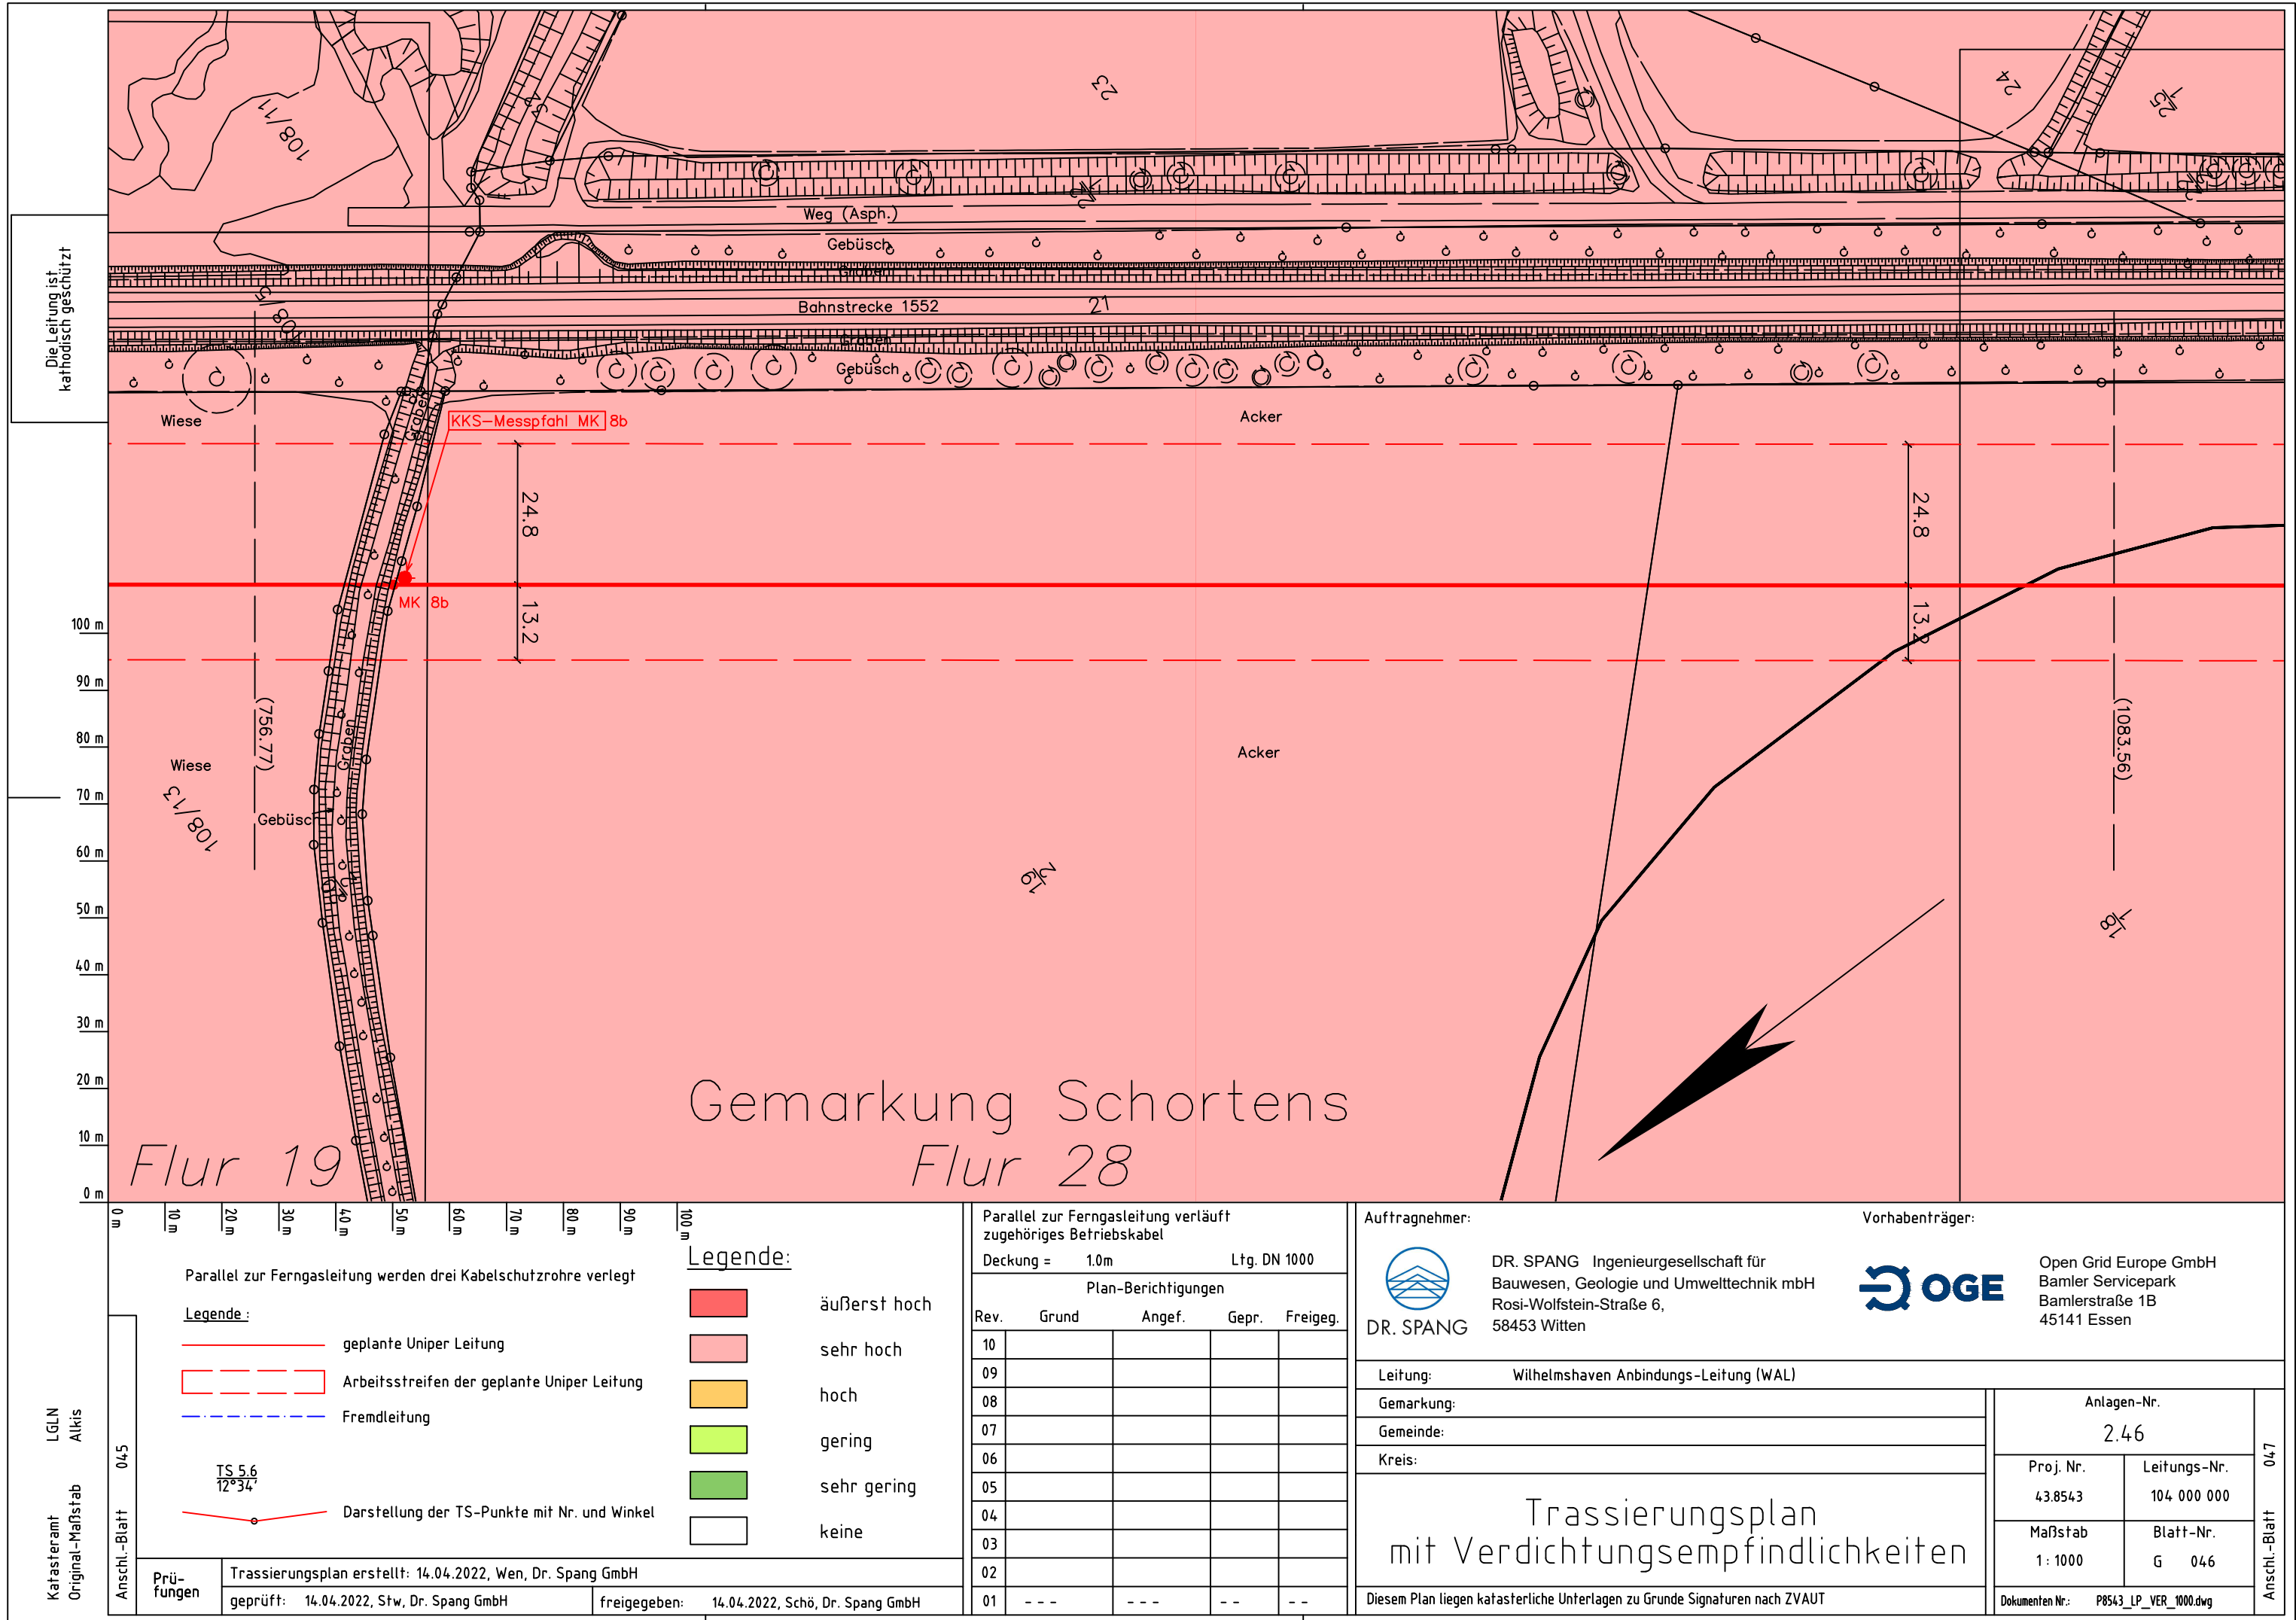 23
24
25
1
108/11
32
22
2
22
2
Weg (Asph.)
Gebüsch
Graben
Bahnstrecke 1552
21
108/5
Graben
Gebüsch
Die Leitung ist
kathodisch geschützt
Wiese
Graben
KKS-Messpfahl MK 8b
Acker
24.8
24.8
MK 8b
13.2
13.2
(756.77)
(1083.56)
Graben
Wiese
Acker
108/13
Gebüsch
19
2
18
1
100 m
90 m
80 m
70 m
60 m
50 m
40 m
30 m
20 m
10 m
0 m
Gemarkung Schortens
Flur 19
Flur 28
0 m
10 m
20 m
30 m
40 m
50 m
60 m
70 m
80 m
90 m
100 m
Parallel zur Ferngasleitung werden drei Kabelschutzrohre verlegt
Legende :
geplante Uniper Leitung
Arbeitsstreifen der geplante Uniper Leitung
Fremdleitung
TS 5.6
12°34'
Darstellung der TS-Punkte mit Nr. und Winkel
Legende:
äußerst hoch
sehr hoch
hoch
gering
sehr gering
keine
Katasteramt LGLN
Original-Maßstab Alkis
Anschl.-Blatt 045
Prü-
fungen
Trassierungsplan erstellt: 14.04.2022, Wen, Dr. Spang GmbH
geprüft: 14.04.2022, Stw, Dr. Spang GmbH
freigegeben: 14.04.2022, Schö, Dr. Spang GmbH
Parallel zur Ferngasleitung verläuft
zugehöriges Betriebskabel
Deckung = 1.0m Ltg. DN 1000
Plan-Berichtigungen
Rev. Grund Angef. Gepr. Freigeg.
10
09
08
07
06
05
04
03
02
01 - - - - - - - - - -
Auftragnehmer:
DR. SPANG
DR. SPANG Ingenieurgesellschaft für
Bauwesen, Geologie und Umwelttechnik mbH
Rosi-Wolfstein-Straße 6,
58453 Witten
Vorhabenträger:
OGE
Open Grid Europe GmbH
Bamler Servicepark
Bamlerstraße 1B
45141 Essen
Leitung: Wilhelmshaven Anbindungs-Leitung (WAL)
Gemarkung:
Gemeinde:
Kreis:
Trassierungsplan
mit Verdichtungsempfindlichkeiten
Diesem Plan liegen katasterliche Unterlagen zu Grunde Signaturen nach ZVAUT
Anlagen-Nr.
2.46
Proj. Nr.
43.8543
Leitungs-Nr.
104 000 000
Maßstab
1 : 1000
Blatt-Nr.
G 046
Dokumenten Nr.: P8543_LP_VER_1000.dwg
Anschl.-Blatt 047